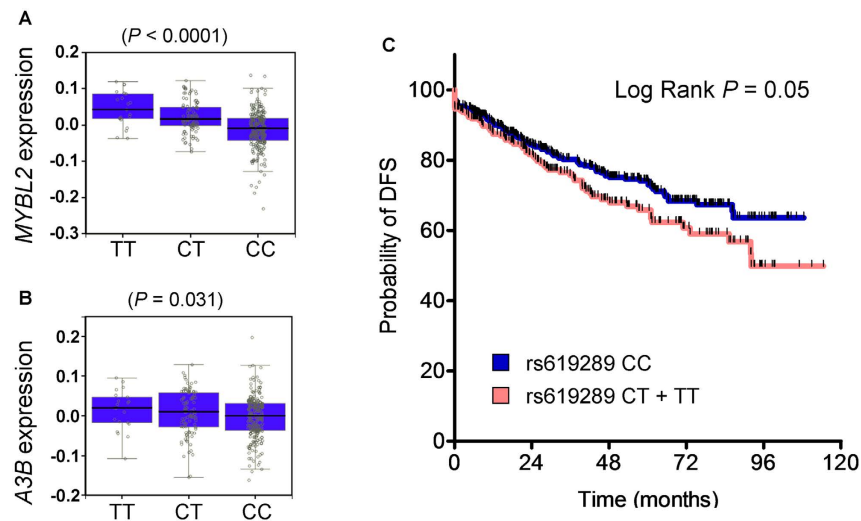 A
(P < 0.0001)
MYBL2 expression
0.2
0.1
0.0
-0.1
-0.2
-0.3
TT CT CC
B
(P = 0.031)
A3B expression
0.2
0.1
0.0
-0.1
-0.2
TT CT CC
C
Log Rank P = 0.05
Probability of DFS
100
80
60
40
20
0
rs619289 CC
rs619289 CT + TT
0 24 48 72 96 120
Time (months)